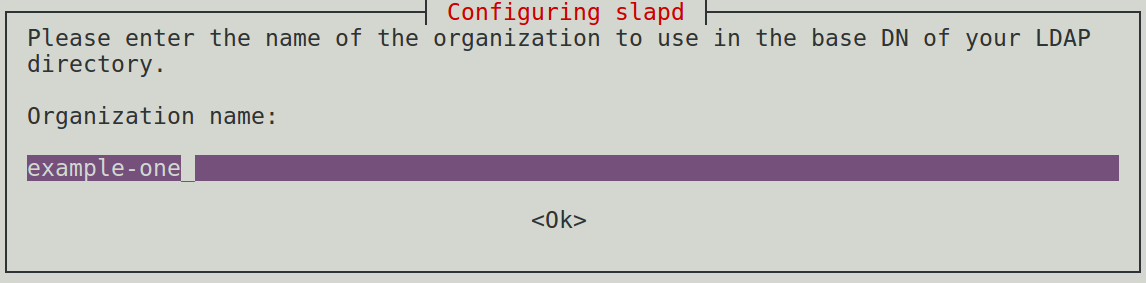 Configuring slapd
Please enter the name of the organization to use in the base DN of your LDAP
directory.
Organization name:
example-one_
<Ok>